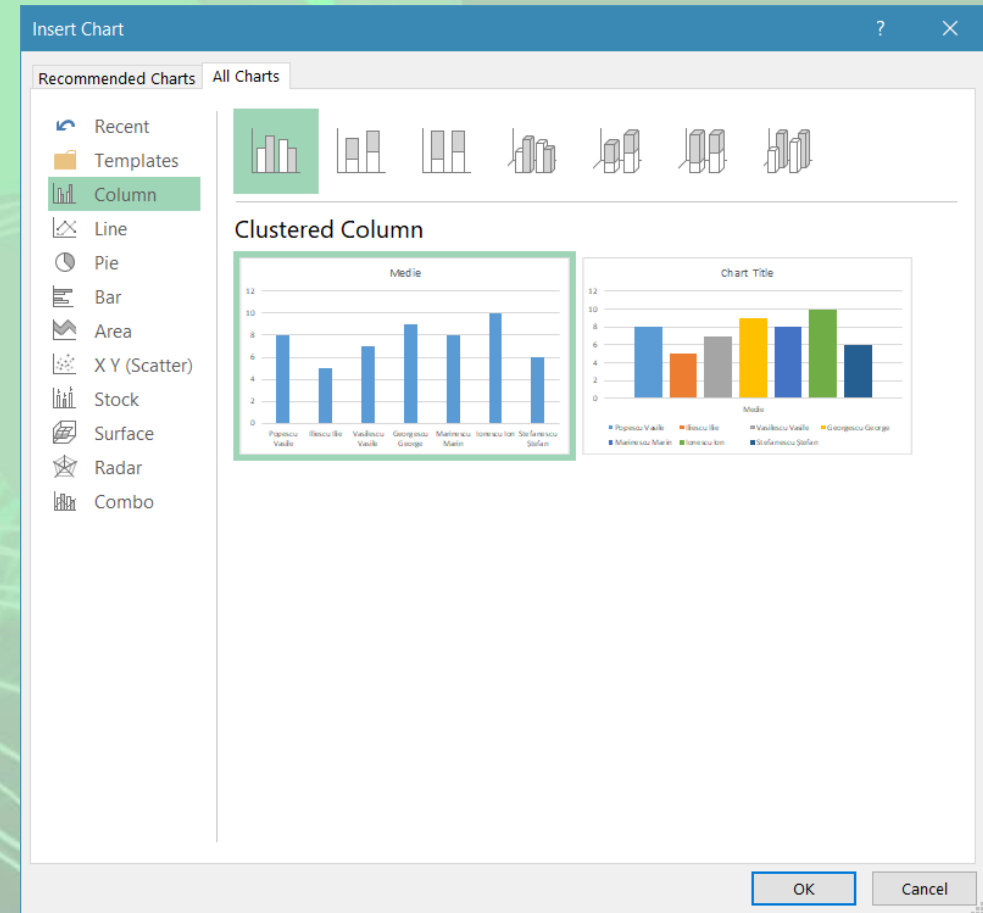 Insert Chart ?
Recommended Charts All Charts
Recent
Templates
Column
Line
Pie
Bar
Area
X Y (Scatter)
Stock
Surface
Radar
Combo
Clustered Column
Medie
12
10
8
6
4
2
0
Popescu Iliescu Ilie Vasilescu Georgescu Marinescu Ionescu Ion Stefanescu
Vasile Vasile George Marin Ștefan
Chart Title
12
10
8
6
4
2
0
Medie
Popescu Vasile Iliescu Ilie Vasilescu Vasile Georgescu George
Marinescu Marin Ionescu Ion Stefanescu Ștefan
OK Cancel